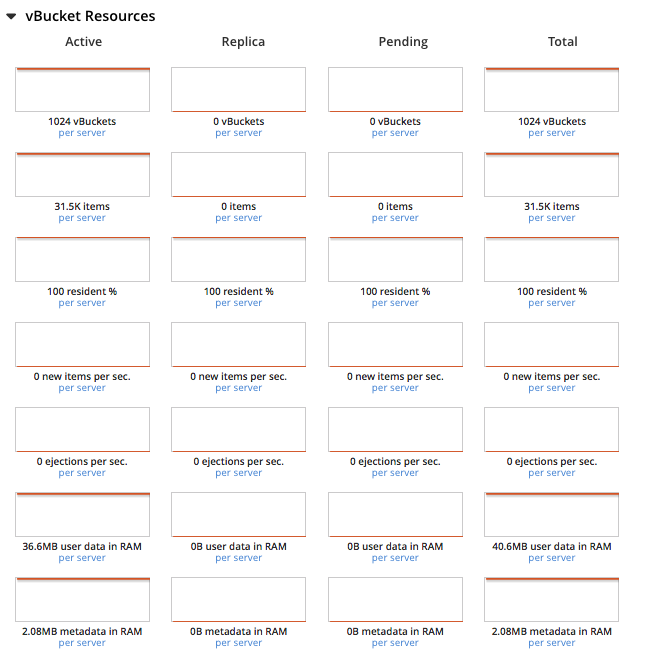 vBucket Resources
Active Replica Pending Total
1024 vBuckets 0 vBuckets 0 vBuckets 1024 vBuckets
per server per server per server per server
31.5K items 0 items 0 items 31.5K items
per server per server per server per server
100 resident % 100 resident % 100 resident % 100 resident %
per server per server per server per server
0 new items per sec. 0 new items per sec. 0 new items per sec. 0 new items per sec.
per server per server per server per server
0 ejections per sec. 0 ejections per sec. 0 ejections per sec. 0 ejections per sec.
per server per server per server per server
36.6MB user data in RAM 0B user data in RAM 0B user data in RAM 40.6MB user data in RAM
per server per server per server per server
2.08MB metadata in RAM 0B metadata in RAM 0B metadata in RAM 2.08MB metadata in RAM
per server per server per server per server